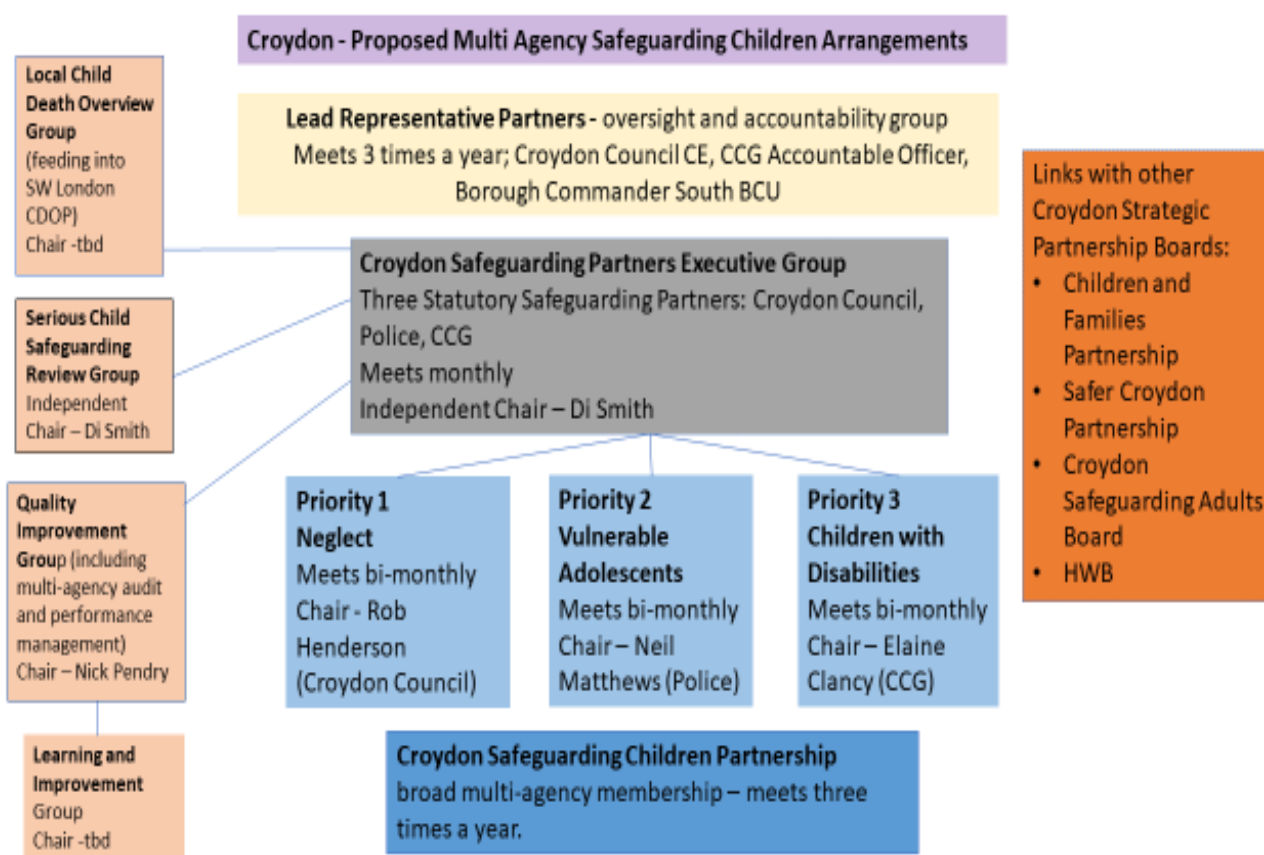 Croydon - Proposed Multi Agency Safeguarding Children Arrangements
Local Child
Death Overview
Group
(feeding into
SW London
CDOP)
Chair -tbd
Lead Representative Partners - oversight and accountability group
Meets 3 times a year; Croydon Council CE, CCG Accountable Officer,
Borough Commander South BCU
Links with other
Croydon Strategic
Partnership Boards:
• Children and
Families
Partnership
• Safer Croydon
Partnership
• Croydon
Safeguarding Adults
Board
• HWB
Croydon Safeguarding Partners Executive Group
Three Statutory Safeguarding Partners: Croydon Council,
Police, CCG
Meets monthly
Independent Chair – Di Smith
Serious Child
Safeguarding
Review Group
Independent
Chair – Di Smith
Quality
Improvement
Group (including
multi-agency audit
and performance
management)
Chair – Nick Pendry
Priority 1
Neglect
Meets bi-monthly
Chair - Rob
Henderson
(Croydon Council)
Priority 2
Vulnerable
Adolescents
Meets bi-monthly
Chair – Neil
Matthews (Police)
Priority 3
Children with
Disabilities
Meets bi-monthly
Chair – Elaine
Clancy (CCG)
Learning and
Improvement
Group
Chair -tbd
Croydon Safeguarding Children Partnership
broad multi-agency membership – meets three
times a year.